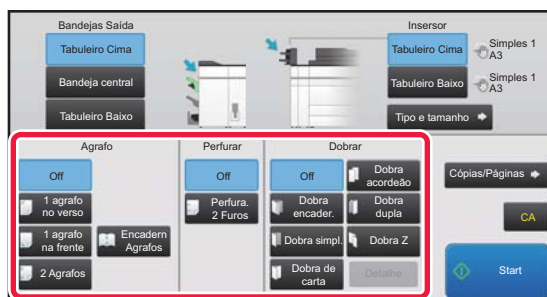 Bandejas Saída
Insersor
Tabuleiro Cima
Tabuleiro Cima
Simples 1
A3
Bandeja central
Tabuleiro Baixo
Simples 1
A3
Tabuleiro Baixo
Tipo e tamanho
Agrafo
Perfurar
Dobrar
Off
Off
Off
Dobra
acordeão
Cópias/Páginas
1 agrafo
no verso
Perfura.
2 Furos
Dobra
encader.
Dobra
dupla
CA
1 agrafo
na frente
Encadern
Agrafos
Dobra simpl.
Dobra Z
2 Agrafos
Dobra de
carta
Detalhe
Start